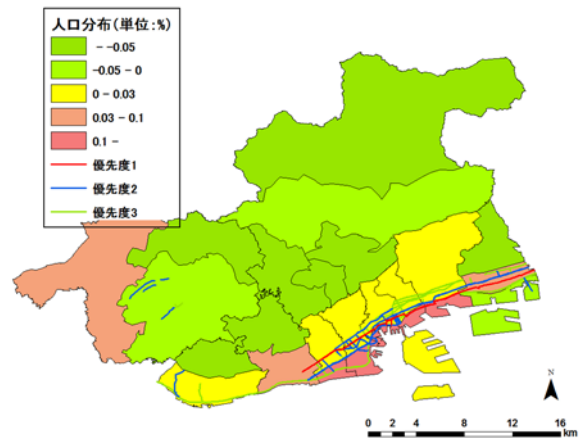 人口分布(単位:%)
- -0.05
-0.05 - 0
0 - 0.03
0.03 - 0.1
0.1 -
優先度1
優先度2
優先度3
N
0 2 4 8 12 16
km